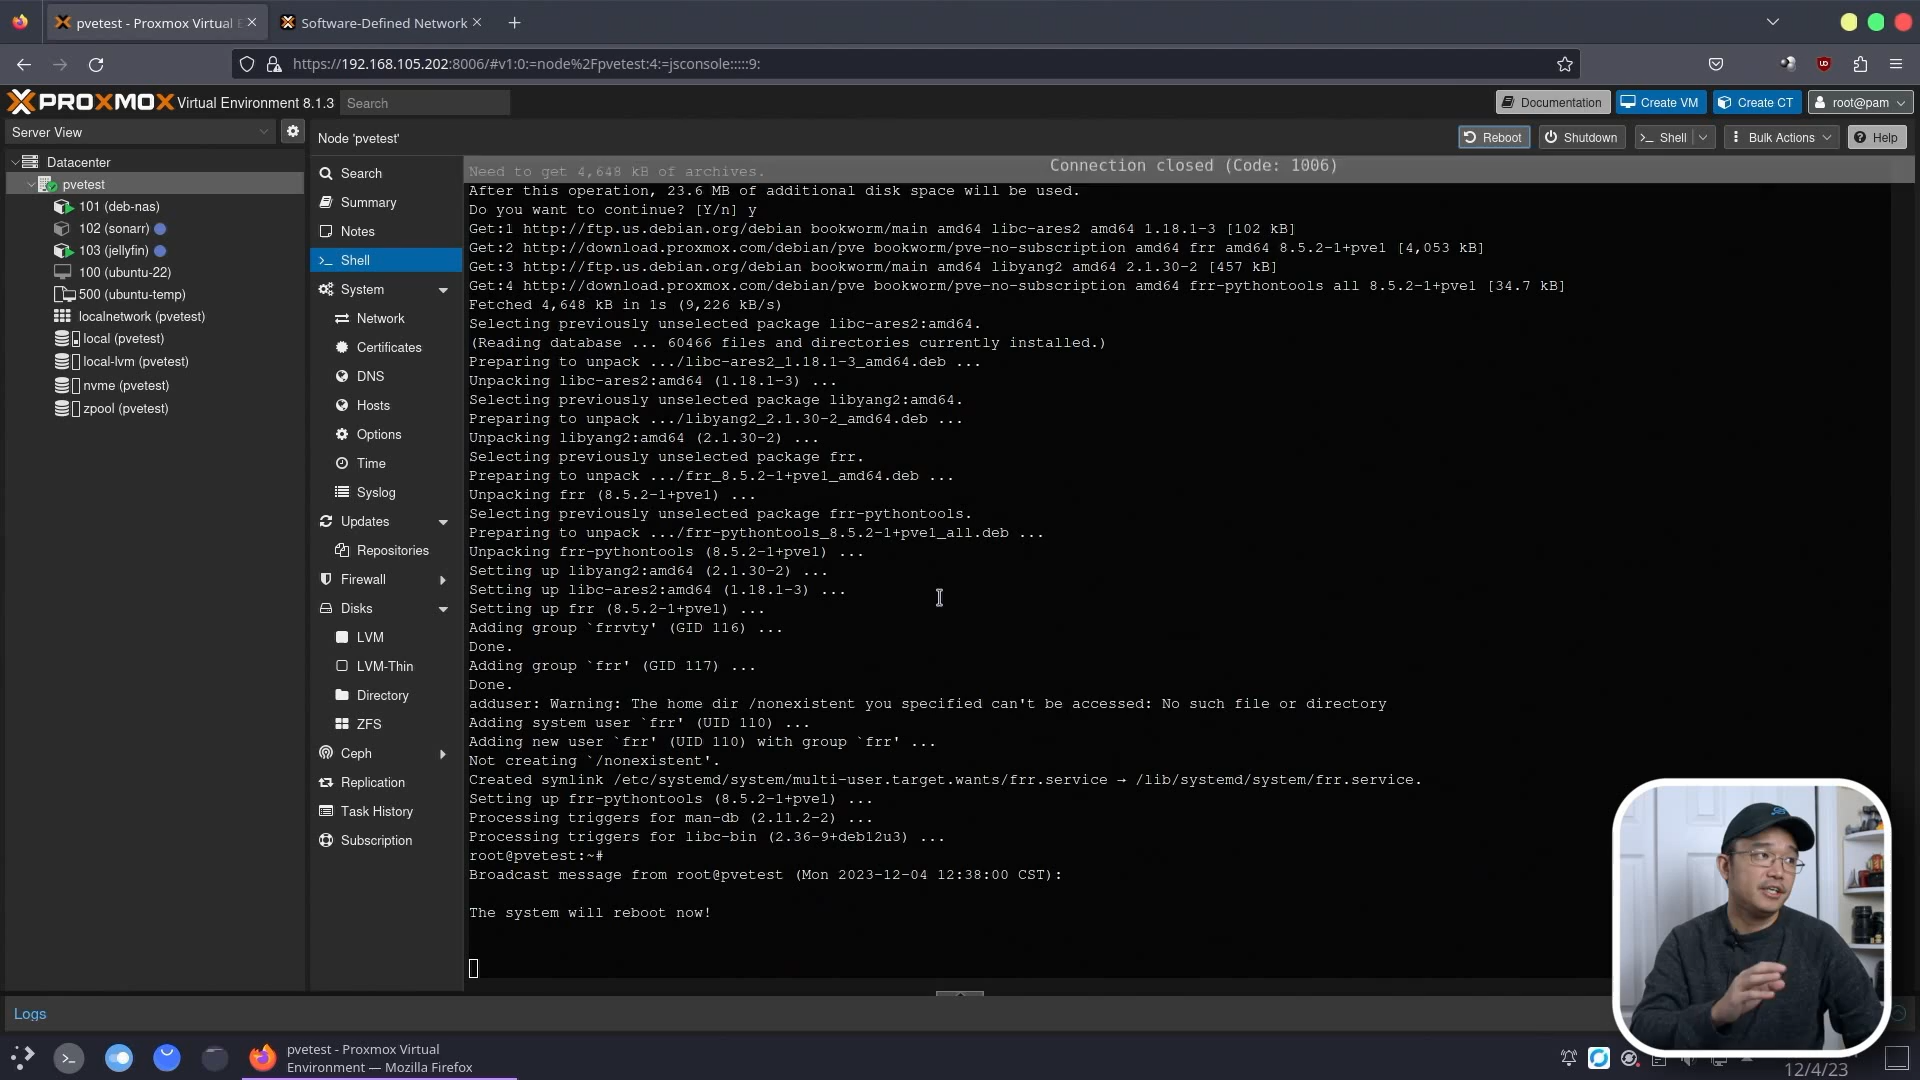 pvetest - Proxmox Virtual E
Software-Defined Network
https://192.168.105.202:8006/#v1:0:=node%2Fpvetest:4:=jsconsole:::::9:
PROXMOX Virtual Environment 8.1.3
Search
Documentation
Create VM
Create CT
root@pam
Server View
Node 'pvetest'
Reboot
Shutdown
Shell
Bulk Actions
Help
Datacenter
pvetest
101 (deb-nas)
102 (sonarr)
103 (jellyfin)
100 (ubuntu-22)
500 (ubuntu-temp)
localnetwork (pvetest)
local (pvetest)
local-lvm (pvetest)
nvme (pvetest)
zpool (pvetest)
Search
Summary
Notes
Shell
System
Network
Certificates
DNS
Hosts
Options
Time
Syslog
Updates
Repositories
Firewall
Disks
LVM
LVM-Thin
Directory
ZFS
Ceph
Replication
Task History
Subscription
Connection closed (Code: 1006)
Need to get 4,648 kB of archives.
After this operation, 23.6 MB of additional disk space will be used.
Do you want to continue? [Y/n] y
Get:1 http://ftp.us.debian.org/debian bookworm/main amd64 libc-ares2 amd64 1.18.1-3 [102 kB]
Get:2 http://download.proxmox.com/debian/pve bookworm/pve-no-subscription amd64 frr amd64 8.5.2-1+pve1 [4,053 kB]
Get:3 http://ftp.us.debian.org/debian bookworm/main amd64 libyang2 amd64 2.1.30-2 [457 kB]
Get:4 http://download.proxmox.com/debian/pve bookworm/pve-no-subscription amd64 frr-pythontools all 8.5.2-1+pve1 [34.7 kB]
Fetched 4,648 kB in 1s (9,226 kB/s)
Selecting previously unselected package libc-ares2:amd64.
(Reading database ... 60466 files and directories currently installed.)
Preparing to unpack .../libc-ares2_1.18.1-3_amd64.deb ...
Unpacking libc-ares2:amd64 (1.18.1-3) ...
Selecting previously unselected package libyang2:amd64.
Preparing to unpack .../libyang2_2.1.30-2_amd64.deb ...
Unpacking libyang2:amd64 (2.1.30-2) ...
Selecting previously unselected package frr.
Preparing to unpack .../frr_8.5.2-1+pve1_amd64.deb ...
Unpacking frr (8.5.2-1+pve1) ...
Selecting previously unselected package frr-pythontools.
Preparing to unpack .../frr-pythontools_8.5.2-1+pve1_all.deb ...
Unpacking frr-pythontools (8.5.2-1+pve1) ...
Setting up libyang2:amd64 (2.1.30-2) ...
Setting up libc-ares2:amd64 (1.18.1-3) ...
Setting up frr (8.5.2-1+pve1) ...
Adding group `frrvty' (GID 116) ...
Done.
Adding group `frr' (GID 117) ...
Done.
adduser: Warning: The home dir /nonexistent you specified can't be accessed: No such file or directory
Adding system user `frr' (UID 110) ...
Adding new user `frr' (UID 110) with group `frr' ...
Not creating `/nonexistent'.
Created symlink /etc/systemd/system/multi-user.target.wants/frr.service → /lib/systemd/system/frr.service.
Setting up frr-pythontools (8.5.2-1+pve1) ...
Processing triggers for man-db (2.11.2-2) ...
Processing triggers for libc-bin (2.36-9+deb12u3) ...
root@pvetest:~#
Broadcast message from root@pvetest (Mon 2023-12-04 12:38:00 CST):
The system will reboot now!
Logs
pvetest - Proxmox Virtual
Environment — Mozilla Firefox
12/4/23